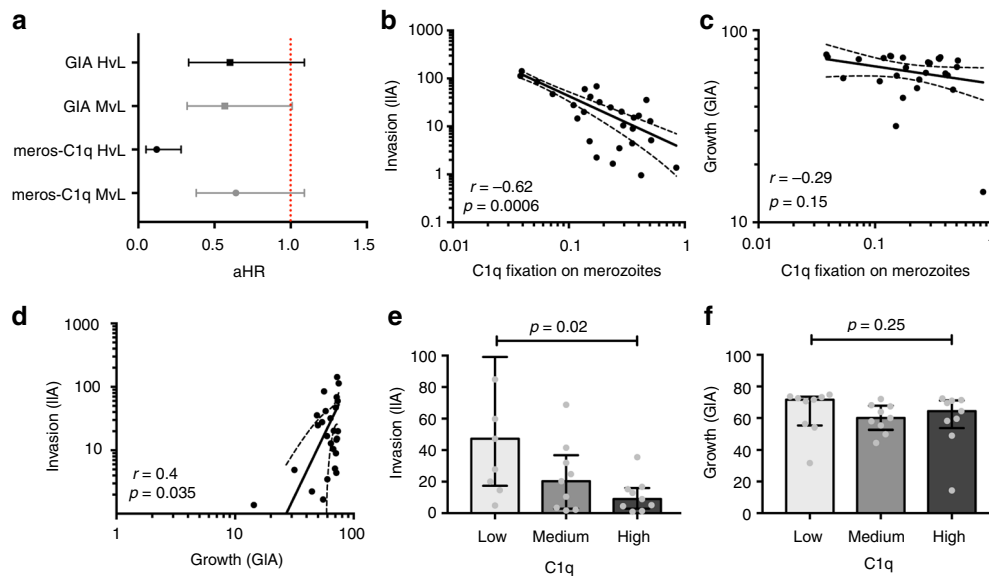 a
GIA HvL
GIA MvL
meros-C1q HvL
meros-C1q MvL
0.0 0.5 1.0 1.5
aHR
b
Invasion (IIA)
1000
100
10
1
0.1
r = –0.62
p = 0.0006
0.01 0.1 1
C1q fixation on merozoites
c
Growth (GIA)
100
10
r = –0.29
p = 0.15
0.01 0.1 1
C1q fixation on merozoites
d
Invasion (IIA)
1000
100
10
r = 0.4
p = 0.035
1 10 100
Growth (GIA)
e
p = 0.02
Invasion (IIA)
100
80
60
40
20
0
Low Medium High
C1q
f
p = 0.25
Growth (GIA)
100
80
60
40
20
0
Low Medium High
C1q